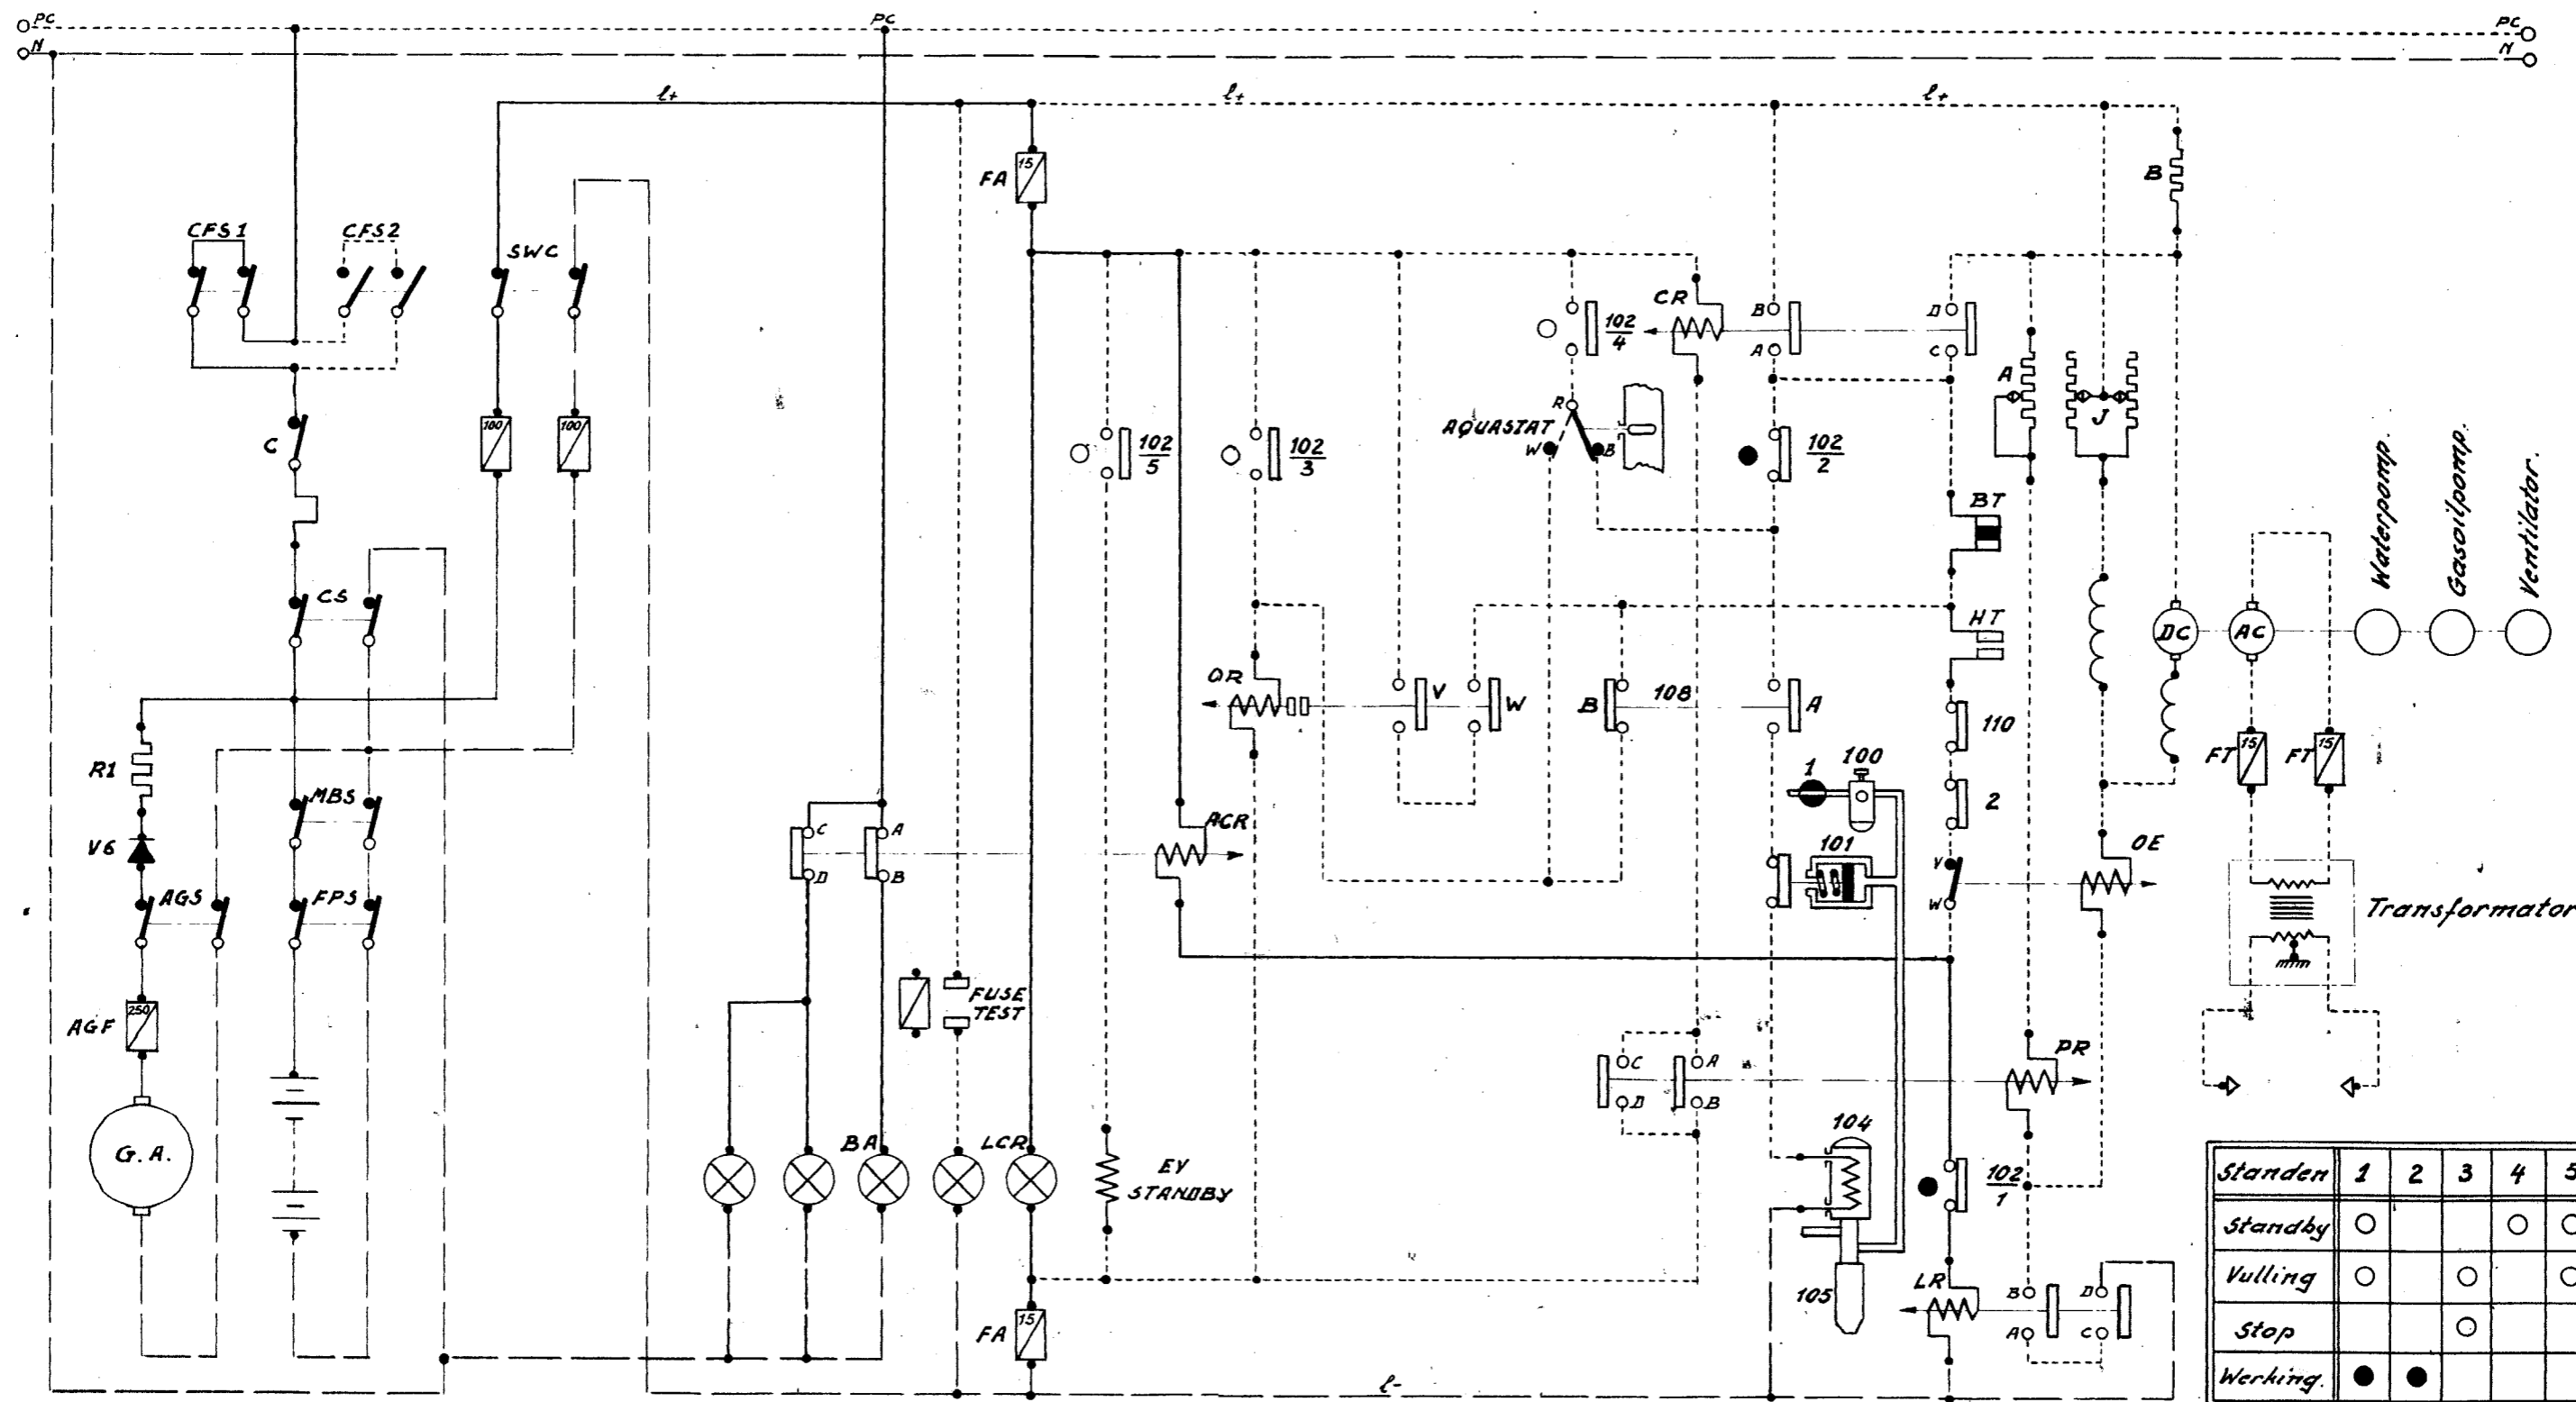 PC PC PC
N N
l+ l+ l+
15
FA B
CFS1 CFS2 SWC
CR B D
102/4
A C
A
100 100
R
AQUASTAT J
W B
C 102/5 102/3 102/2
BT
Waterpomp.
Gasoilpomp.
Ventilator.
CS
HT
DC AC
QR V W B 108 A
110
R1
1 100
15 15
FT FT
MBS 2
C A ACR
V6 101 V OE
D B
AGS FPS W
Transformator
FUSE
TEST
250
AGF
C A PR
D B
G.A. BA LCR 104
EY
STANDBY
102/1
Standen 1 2 3 4 5
Standby ○ ○ ○
Vulling ○ ○ ○
Stop ○
Werking. ● ●
LR B D
105
15
FA A C
l-